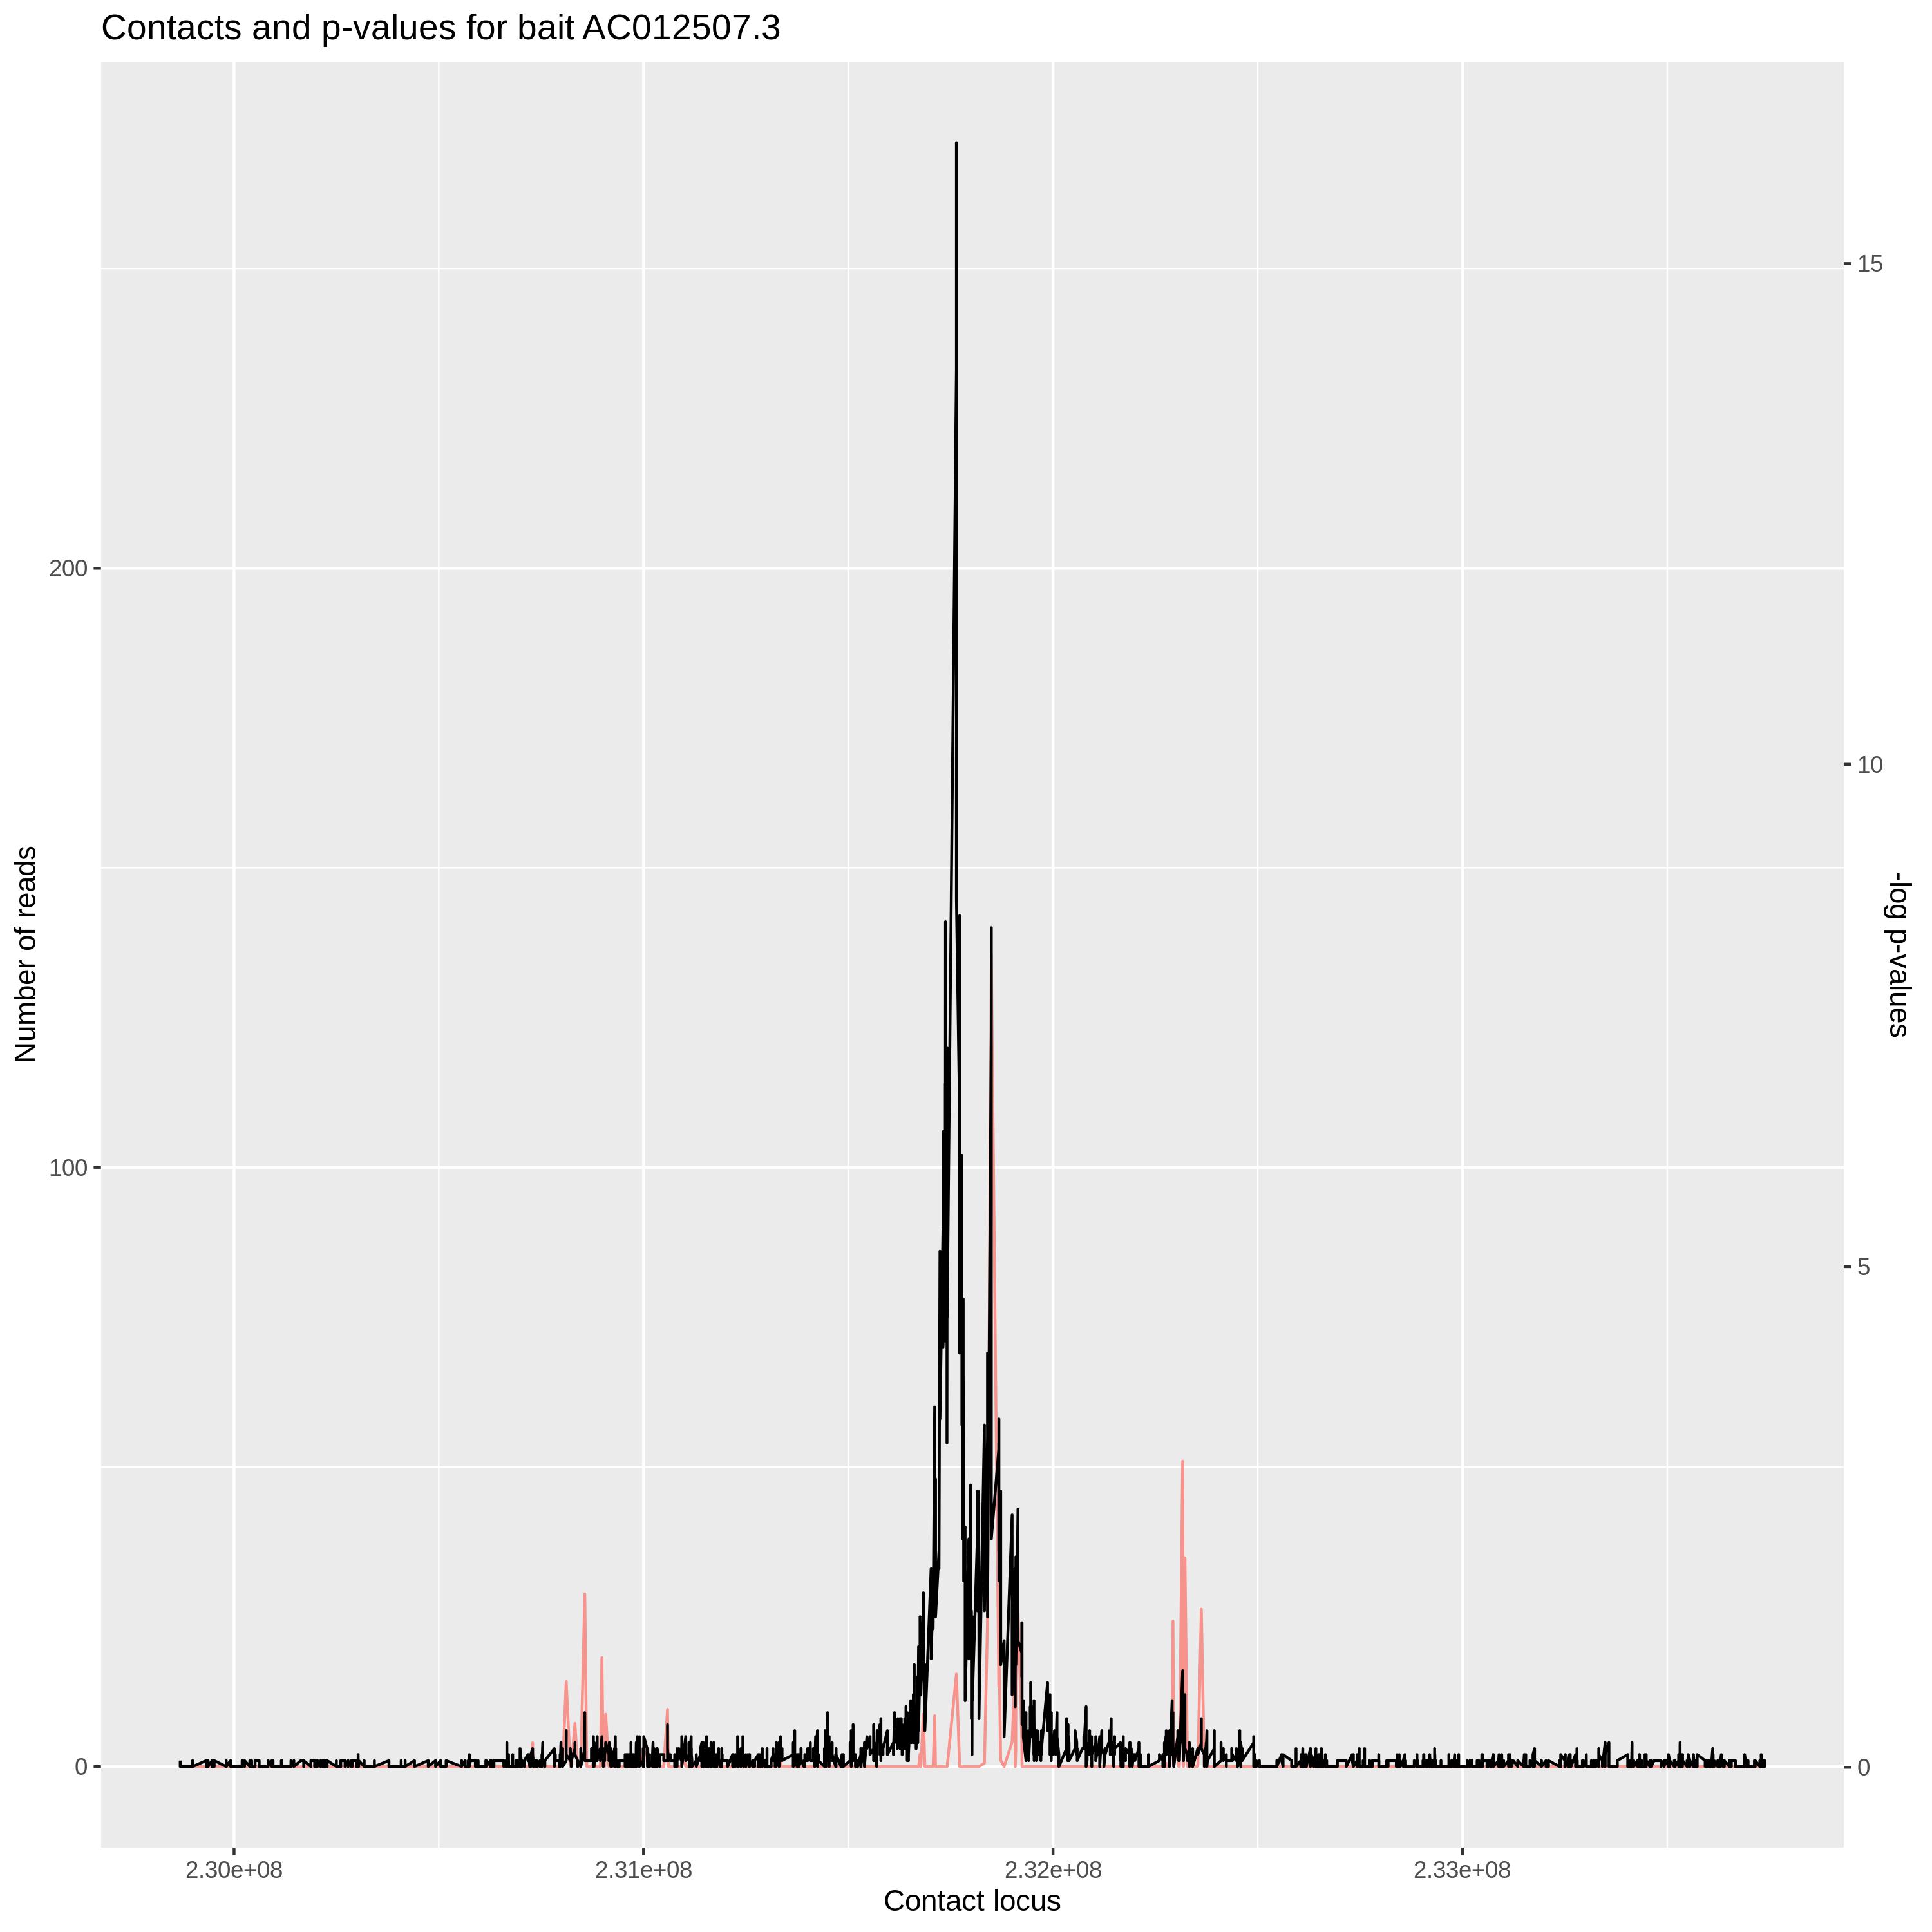 Contacts and p-values for bait AC012507.3
200
100
0
Number of reads
15
10
5
0
-log p-values
2.30e+08
2.31e+08
2.32e+08
2.33e+08
Contact locus